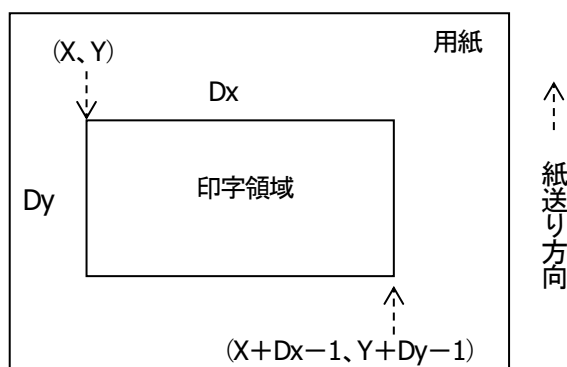 用紙
(X、Y)
Dx
Dy
印字領域
紙送り方向
(X+Dx-1、Y+Dy-1)